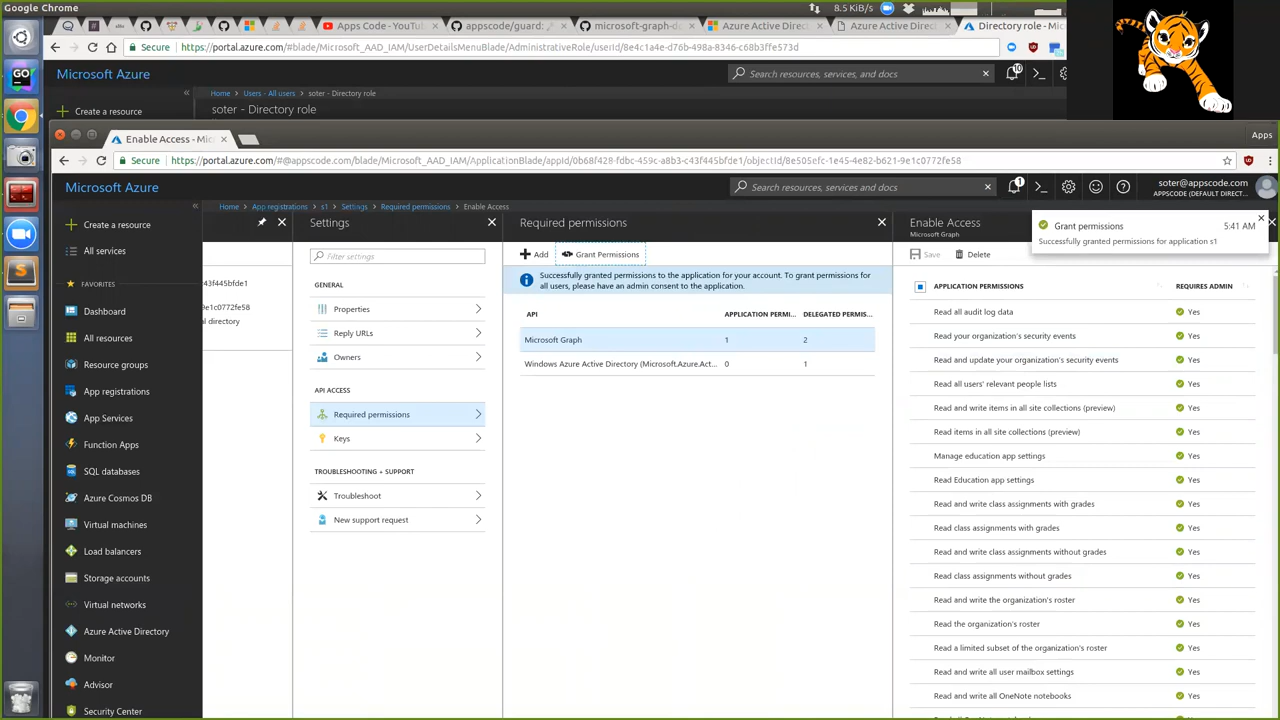 Google Chrome
8.5 KiB/s
Apps Code - YouTu
appscode/guard:
microsoft-graph-do
Azure Active Direct
Azure Active Direct
Directory role - Mi
Secure
https://portal.azure.com/#blade/Microsoft_AAD_IAM/UserDetailsMenuBlade/AdministrativeRole/userId/8e4c1a4e-d76b-498a-8346-c68b3ffe573d
Microsoft Azure
Search resources, services, and docs
10
Create a resource
Home > Users - All users > soter - Directory role
soter - Directory role
Enable Access - Mic
Apps
Secure
https://portal.azure.com/#@appscode.com/blade/Microsoft_AAD_IAM/ApplicationBlade/appId/0b68f428-fdbc-459c-a8b3-c43f445bfde1/objectId/8e505efc-1e45-4e82-b621-9e1c0772fe58
Microsoft Azure
Search resources, services, and docs
1
soter@appscode.com
APPSCODE (DEFAULT DIRECT...
Home > App registrations > s1 > Settings > Required permissions > Enable Access
Create a resource
All services
FAVORITES
Dashboard
All resources
Resource groups
App registrations
App Services
Function Apps
SQL databases
Azure Cosmos DB
Virtual machines
Load balancers
Storage accounts
Virtual networks
Azure Active Directory
Monitor
Advisor
Security Center
43f445bfde1
9e1c0772fe58
al directory
Settings
Filter settings
GENERAL
Properties
Reply URLs
Owners
API ACCESS
Required permissions
Keys
TROUBLESHOOTING + SUPPORT
Troubleshoot
New support request
Required permissions
Add
Grant Permissions
Successfully granted permissions to the application for your account. To grant permissions for
all users, please have an admin consent to the application.
API APPLICATION PERMI... DELEGATED PERMIS...
Microsoft Graph 1 2
Windows Azure Active Directory (Microsoft.Azure.Act... 0 1
Enable Access
Microsoft Graph
Save
Delete
Grant permissions 5:41 AM
Successfully granted permissions for application s1
APPLICATION PERMISSIONS REQUIRES ADMIN
Read all audit log data Yes
Read your organization's security events Yes
Read and update your organization's security events Yes
Read all users' relevant people lists Yes
Read and write items in all site collections (preview) Yes
Read items in all site collections (preview) Yes
Manage education app settings Yes
Read Education app settings Yes
Read and write class assignments with grades Yes
Read class assignments with grades Yes
Read and write class assignments without grades Yes
Read class assignments without grades Yes
Read and write the organization's roster Yes
Read the organization's roster Yes
Read a limited subset of the organization's roster Yes
Read and write all user mailbox settings Yes
Read and write all OneNote notebooks Yes